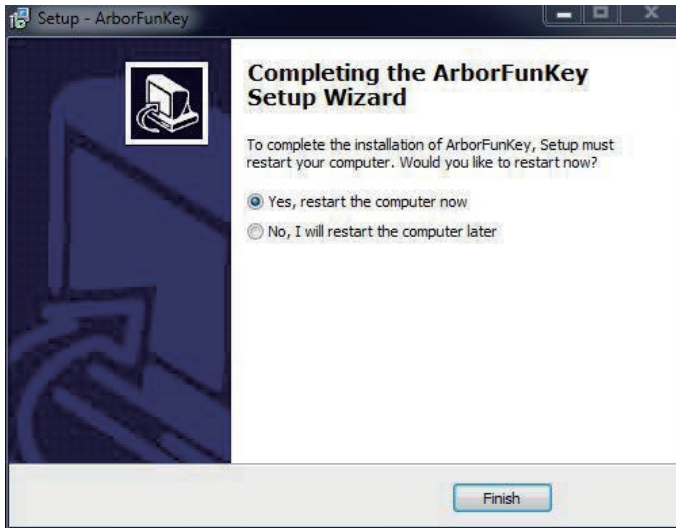 Setup - ArborFunKey
Completing the ArborFunKey
Setup Wizard
To complete the installation of ArborFunKey, Setup must
restart your computer. Would you like to restart now?
Yes, restart the computer now
No, I will restart the computer later
Finish